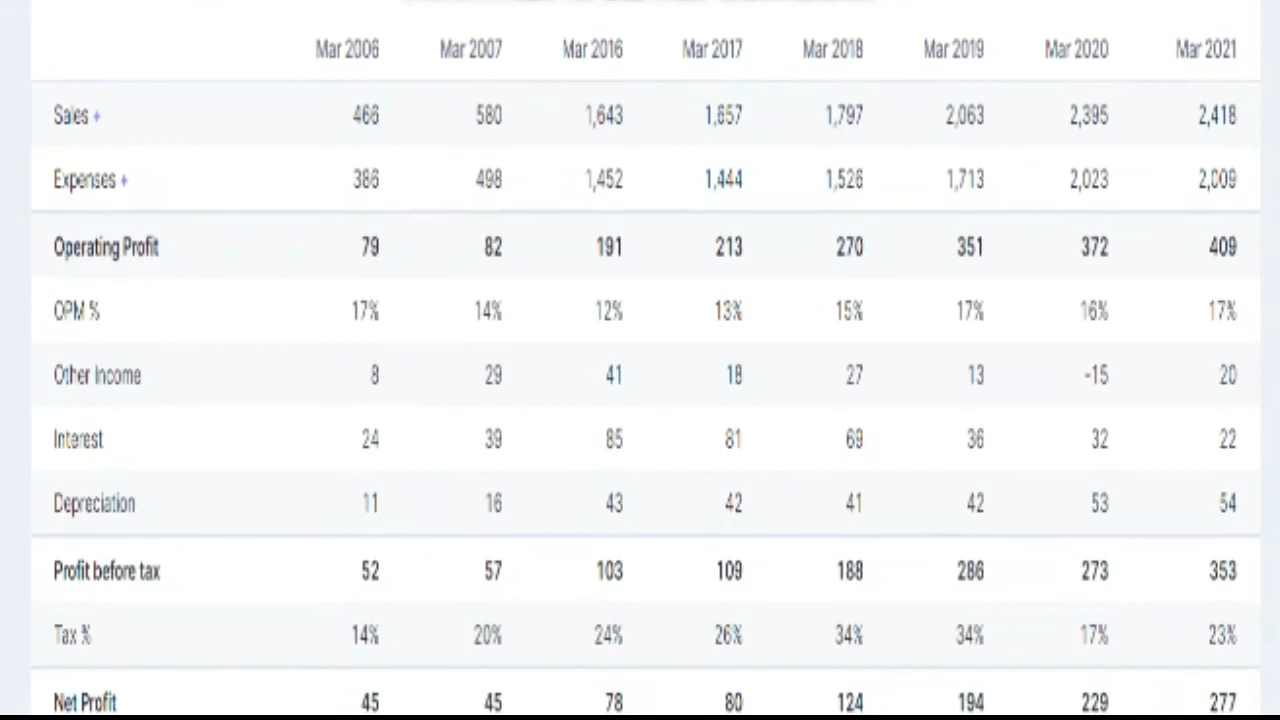 Mar 2006 Mar 2007 Mar 2016 Mar 2017 Mar 2018 Mar 2019 Mar 2020 Mar 2021
Sales + 466 580 1,643 1,657 1,797 2,063 2,395 2,418
Expenses + 386 498 1,452 1,444 1,526 1,713 2,023 2,009
Operating Profit 79 82 191 213 270 351 372 409
OPM % 17% 14% 12% 13% 15% 17% 16% 17%
Other Income 8 29 41 18 27 13 -15 20
Interest 24 39 85 81 69 36 32 22
Depreciation 11 16 43 42 41 42 53 54
Profit before tax 52 57 103 109 188 286 273 353
Tax % 14% 20% 24% 26% 34% 34% 17% 23%
Net Profit 45 45 78 80 124 194 229 277